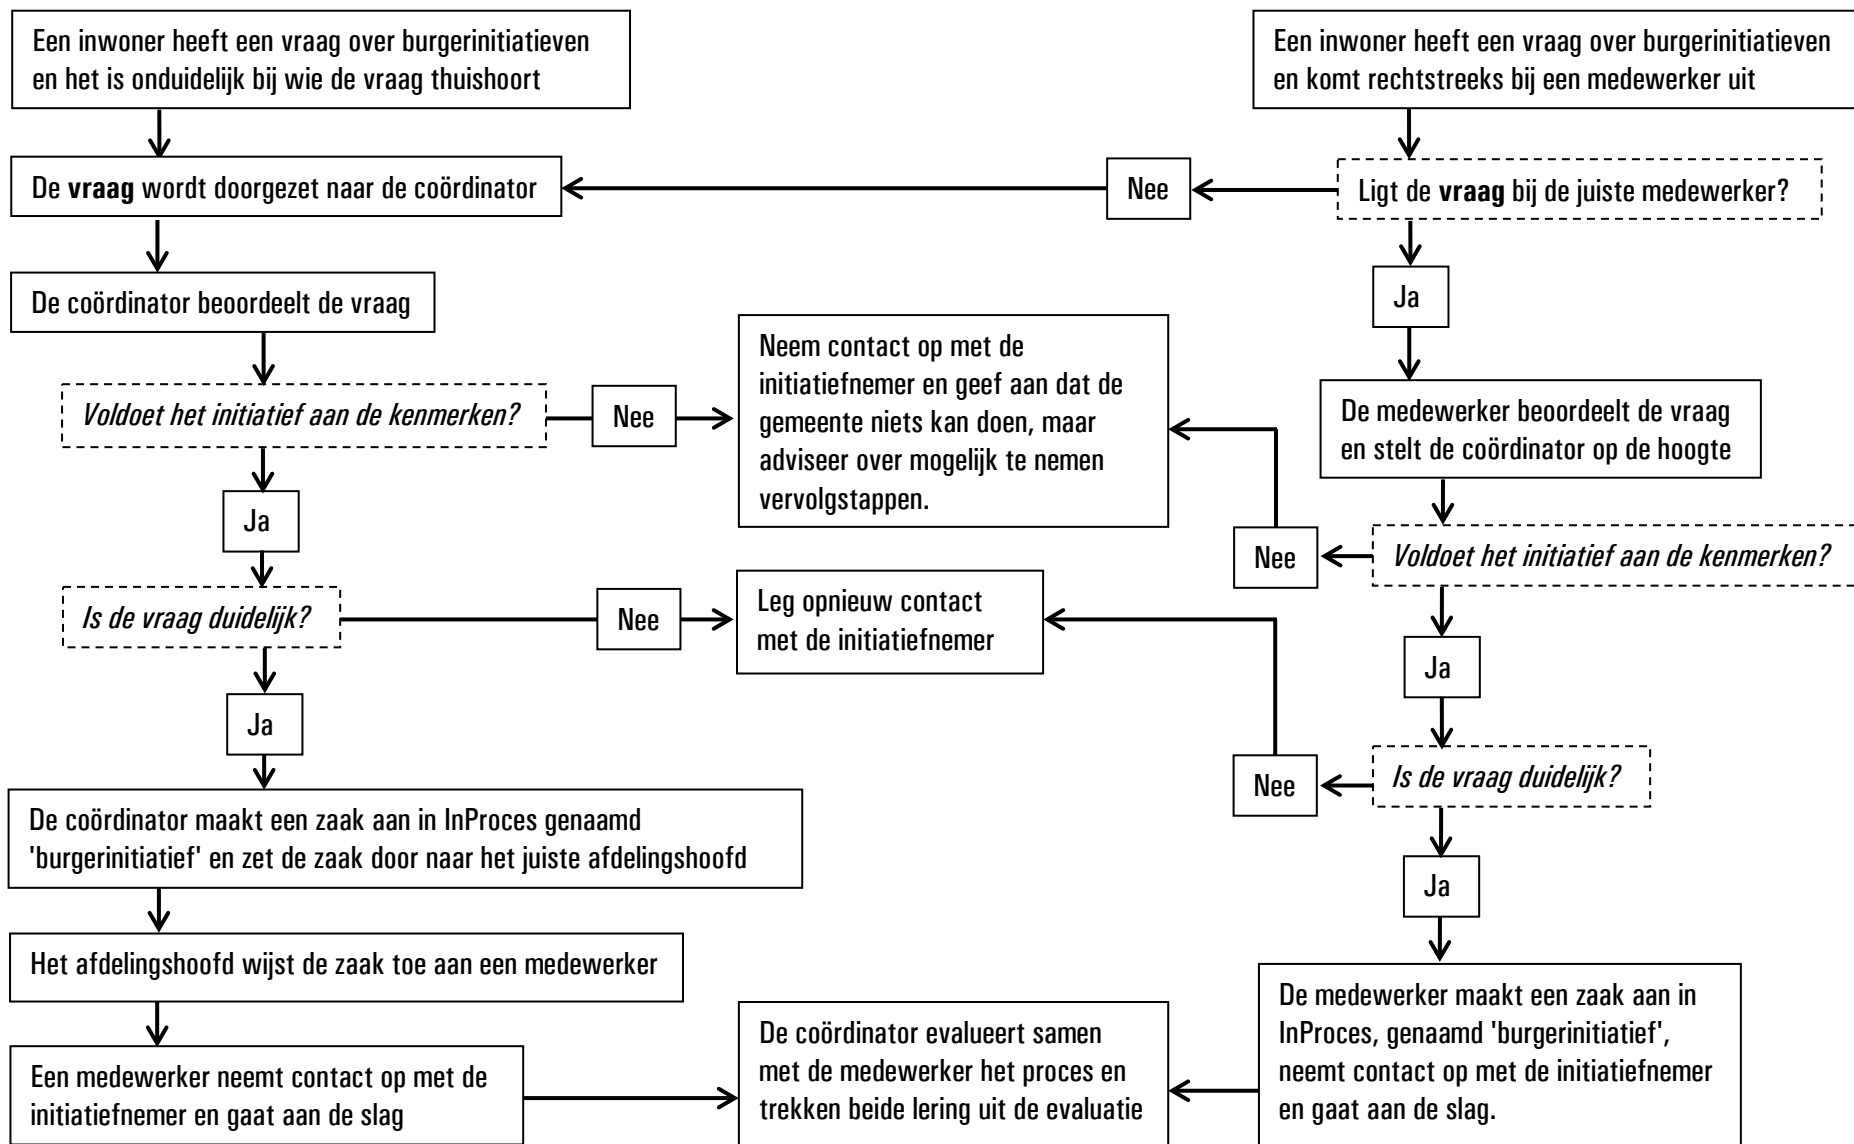 Een inwoner heeft een vraag over burgerinitiatieven
en het is onduidelijk bij wie de vraag thuishoort
Een inwoner heeft een vraag over burgerinitiatieven
en komt rechtstreeks bij een medewerker uit
De vraag wordt doorgezet naar de coördinator
Nee
Ligt de vraag bij de juiste medewerker?
De coördinator beoordeelt de vraag
Ja
Voldoet het initiatief aan de kenmerken?
Nee
Neem contact op met de
initiatiefnemer en geef aan dat de
gemeente niets kan doen, maar
adviseer over mogelijk te nemen
vervolgstappen.
De medewerker beoordeelt de vraag
en stelt de coördinator op de hoogte
Ja
Nee
Voldoet het initiatief aan de kenmerken?
Is de vraag duidelijk?
Nee
Leg opnieuw contact
met de initiatiefnemer
Ja
Ja
Nee
Is de vraag duidelijk?
De coördinator maakt een zaak aan in InProces genaamd
'burgerinitiatief' en zet de zaak door naar het juiste afdelingshoofd
Ja
Het afdelingshoofd wijst de zaak toe aan een medewerker
Een medewerker neemt contact op met de
initiatiefnemer en gaat aan de slag
De coördinator evalueert samen
met de medewerker het proces en
trekken beide lering uit de evaluatie
De medewerker maakt een zaak aan in
InProces, genaamd 'burgerinitiatief',
neemt contact op met de initiatiefnemer
en gaat aan de slag.